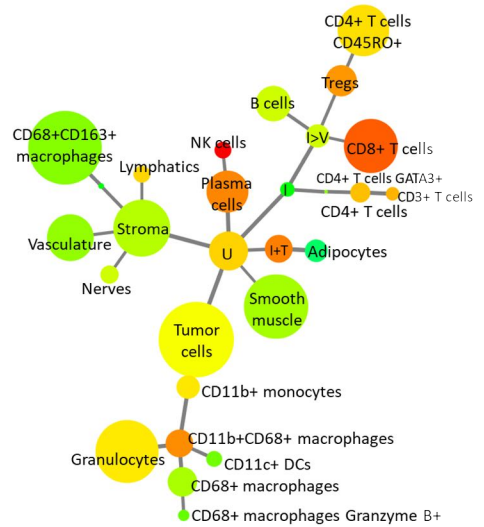 CD4+ T cells
CD45RO+
Tregs
B cells
I>V
CD8+ T cells
NK cells
CD68+CD163+
macrophages
Lymphatics
Plasma
cells
CD4+ T cells GATA3+
I
CD3+ T cells
CD4+ T cells
Stroma
Vasculature
U
I+T
Adipocytes
Nerves
Smooth
muscle
Tumor
cells
CD11b+ monocytes
CD11b+CD68+ macrophages
Granulocytes
CD11c+ DCs
CD68+ macrophages
CD68+ macrophages Granzyme B+